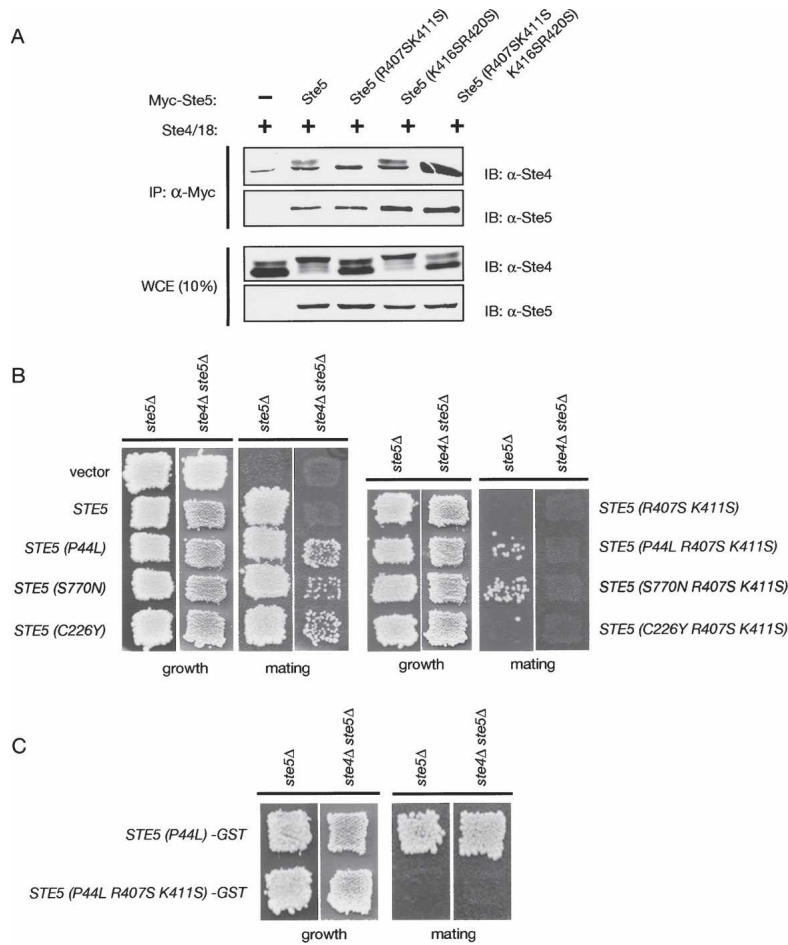 A
Myc-Ste5:
–
Ste5
Ste5 (R407SK411S)
Ste5 (K416SR420S)
Ste5 (R407SK411S
K416SR420S)
Ste4/18:
+ + + + +
IP: α-Myc
IB: α-Ste4
IB: α-Ste5
WCE (10%)
IB: α-Ste4
IB: α-Ste5
B
ste5Δ
ste4Δ ste5Δ
ste5Δ
ste4Δ ste5Δ
vector
STE5
STE5 (P44L)
STE5 (S770N)
STE5 (C226Y)
growth
mating
ste5Δ
ste4Δ ste5Δ
ste5Δ
ste4Δ ste5Δ
STE5 (R407S K411S)
STE5 (P44L R407S K411S)
STE5 (S770N R407S K411S)
STE5 (C226Y R407S K411S)
growth
mating
C
ste5Δ
ste4Δ ste5Δ
ste5Δ
ste4Δ ste5Δ
STE5 (P44L) -GST
STE5 (P44L R407S K411S) -GST
growth
mating